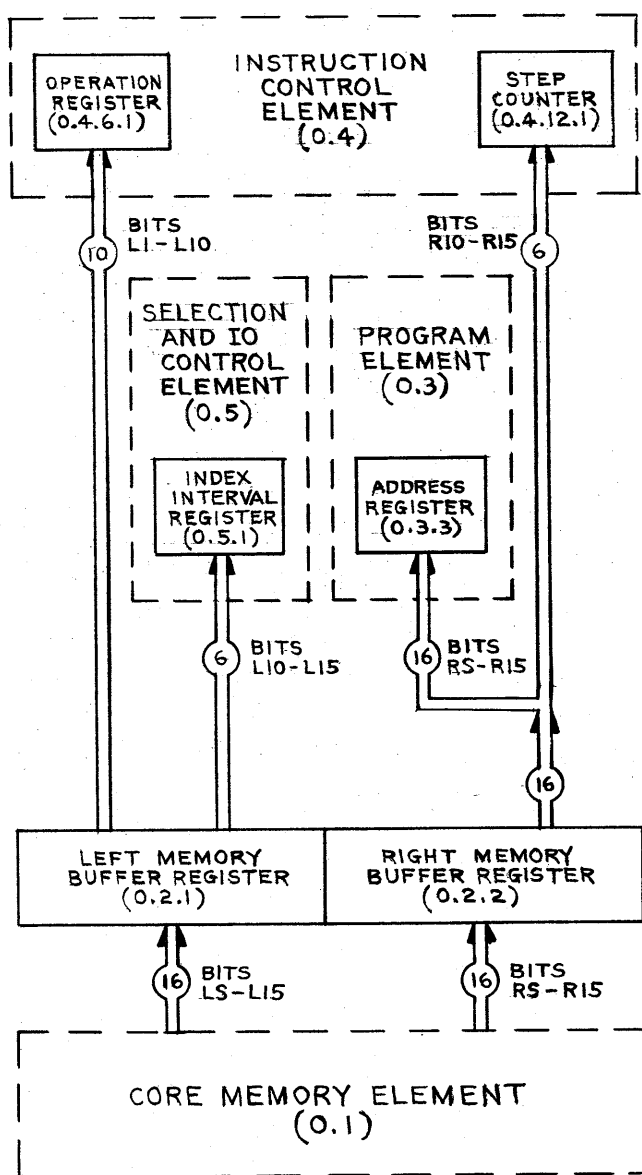 OPERATION
REGISTER
(0.4.6.1)
INSTRUCTION
CONTROL
ELEMENT
(0.4)
STEP
COUNTER
(0.4.12.1)
BITS
L1-L10
10
BITS
R10-R15
6
SELECTION
AND IO
CONTROL
ELEMENT
(0.5)
INDEX
INTERVAL
REGISTER
(0.5.1)
PROGRAM
ELEMENT
(0.3)
ADDRESS
REGISTER
(0.3.3)
6
BITS
L10-L15
16
BITS
RS-R15
16
LEFT MEMORY
BUFFER REGISTER
(0.2.1)
RIGHT MEMORY
BUFFER REGISTER
(0.2.2)
16
BITS
LS-L15
16
BITS
RS-R15
CORE MEMORY ELEMENT
(0.1)